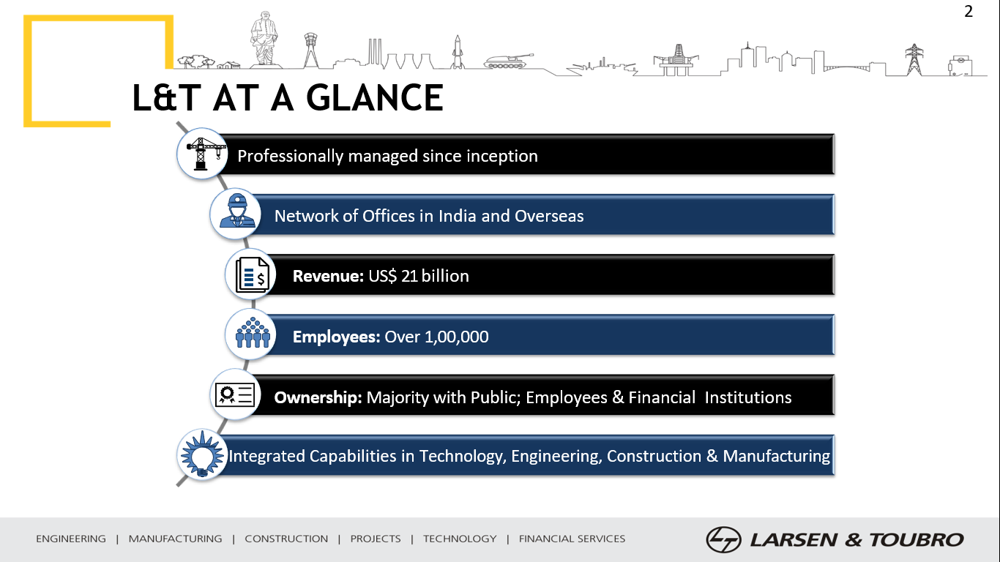 2
L&T AT A GLANCE
Professionally managed since inception
Network of Offices in India and Overseas
Revenue: US$ 21 billion
Employees: Over 1,00,000
Ownership: Majority with Public; Employees & Financial  Institutions
Integrated Capabilities in Technology, Engineering, Construction & Manufacturing
ENGINEERING | MANUFACTURING | CONSTRUCTION | PROJECTS | TECHNOLOGY | FINANCIAL SERVICES
LARSEN & TOUBRO